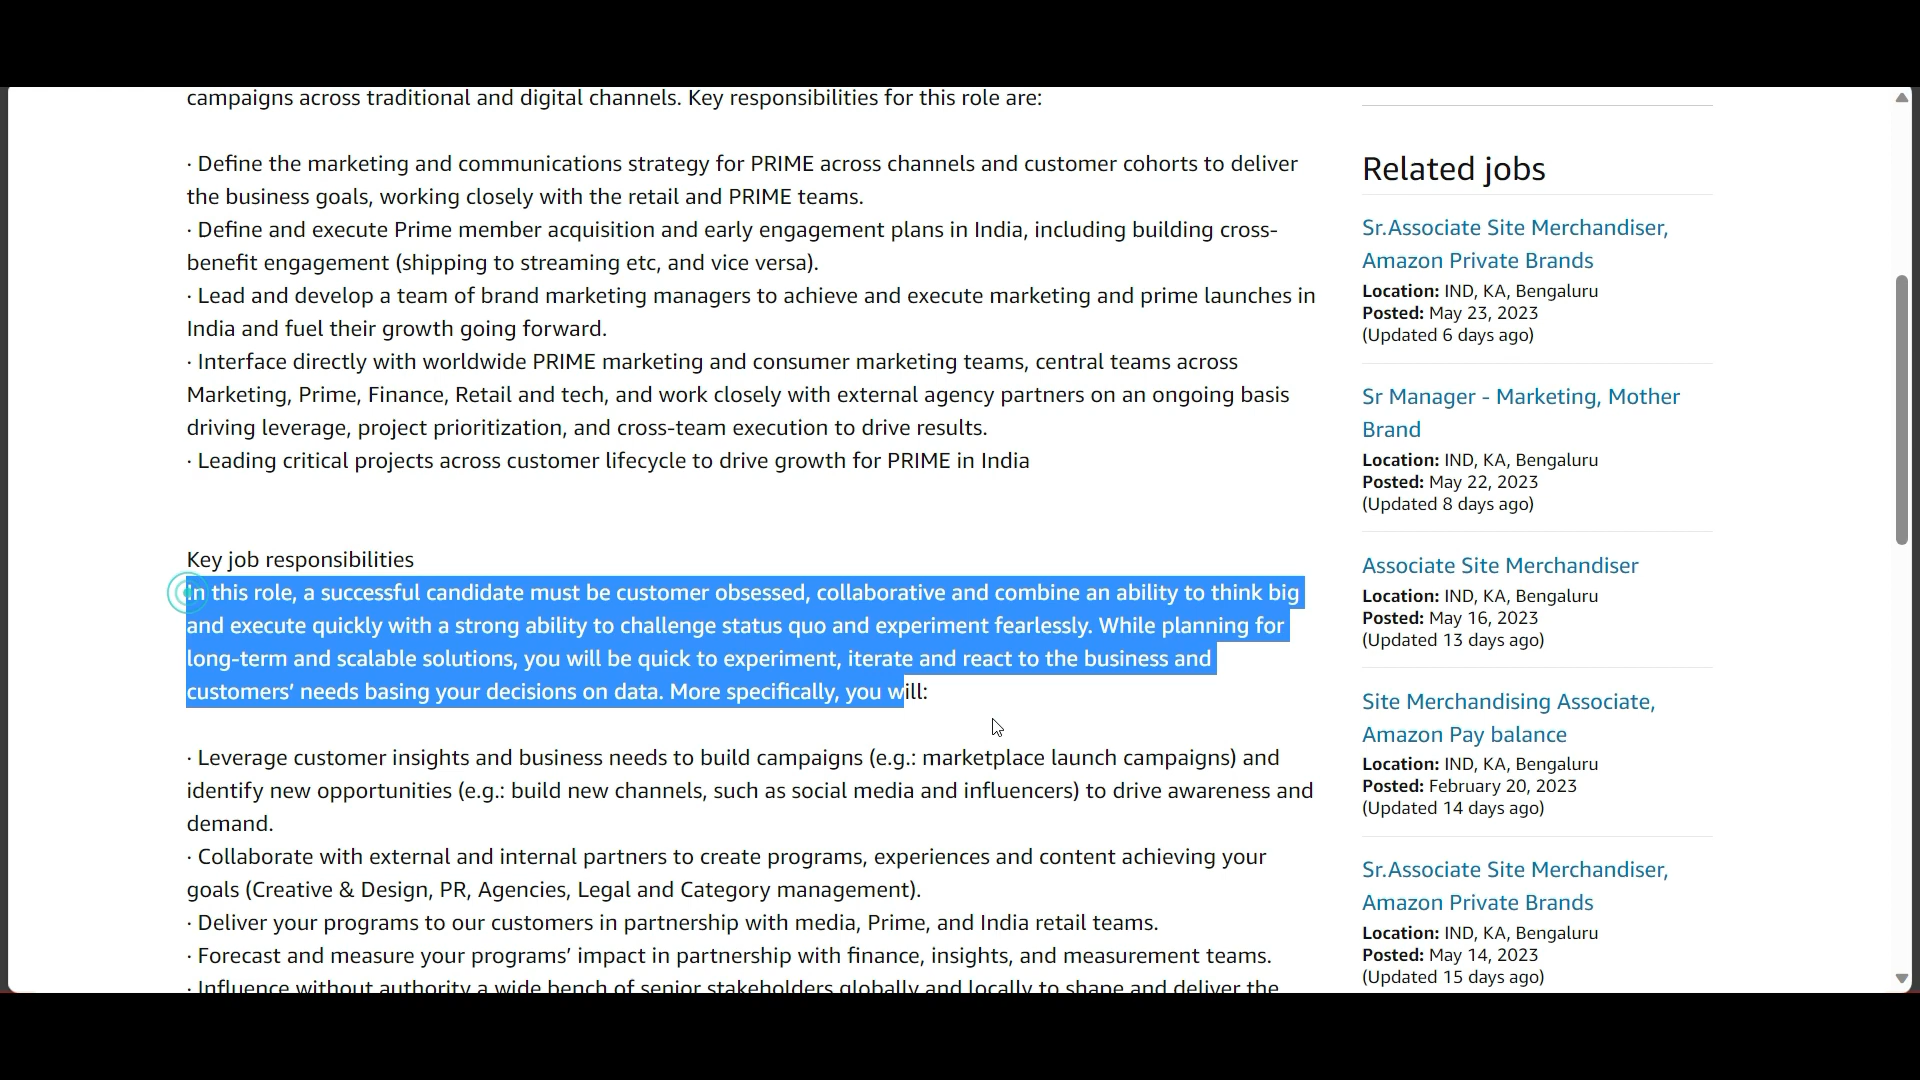 campaigns across traditional and digital channels. Key responsibilities for this role are:
· Define the marketing and communications strategy for PRIME across channels and customer cohorts to deliver
the business goals, working closely with the retail and PRIME teams.
· Define and execute Prime member acquisition and early engagement plans in India, including building cross-
benefit engagement (shipping to streaming etc, and vice versa).
· Lead and develop a team of brand marketing managers to achieve and execute marketing and prime launches in
India and fuel their growth going forward.
· Interface directly with worldwide PRIME marketing and consumer marketing teams, central teams across
Marketing, Prime, Finance, Retail and tech, and work closely with external agency partners on an ongoing basis
driving leverage, project prioritization, and cross-team execution to drive results.
· Leading critical projects across customer lifecycle to drive growth for PRIME in India
Key job responsibilities
In this role, a successful candidate must be customer obsessed, collaborative and combine an ability to think big
and execute quickly with a strong ability to challenge status quo and experiment fearlessly. While planning for
long-term and scalable solutions, you will be quick to experiment, iterate and react to the business and
customers’ needs basing your decisions on data. More specifically, you will:
· Leverage customer insights and business needs to build campaigns (e.g.: marketplace launch campaigns) and
identify new opportunities (e.g.: build new channels, such as social media and influencers) to drive awareness and
demand.
· Collaborate with external and internal partners to create programs, experiences and content achieving your
goals (Creative & Design, PR, Agencies, Legal and Category management).
· Deliver your programs to our customers in partnership with media, Prime, and India retail teams.
· Forecast and measure your programs’ impact in partnership with finance, insights, and measurement teams.
· Influence without authority a wide bench of senior stakeholders globally and locally to shape and deliver the
Related jobs
Sr.Associate Site Merchandiser,
Amazon Private Brands
Location: IND, KA, Bengaluru
Posted: May 23, 2023
(Updated 6 days ago)
Sr Manager - Marketing, Mother
Brand
Location: IND, KA, Bengaluru
Posted: May 22, 2023
(Updated 8 days ago)
Associate Site Merchandiser
Location: IND, KA, Bengaluru
Posted: May 16, 2023
(Updated 13 days ago)
Site Merchandising Associate,
Amazon Pay balance
Location: IND, KA, Bengaluru
Posted: February 20, 2023
(Updated 14 days ago)
Sr.Associate Site Merchandiser,
Amazon Private Brands
Location: IND, KA, Bengaluru
Posted: May 14, 2023
(Updated 15 days ago)